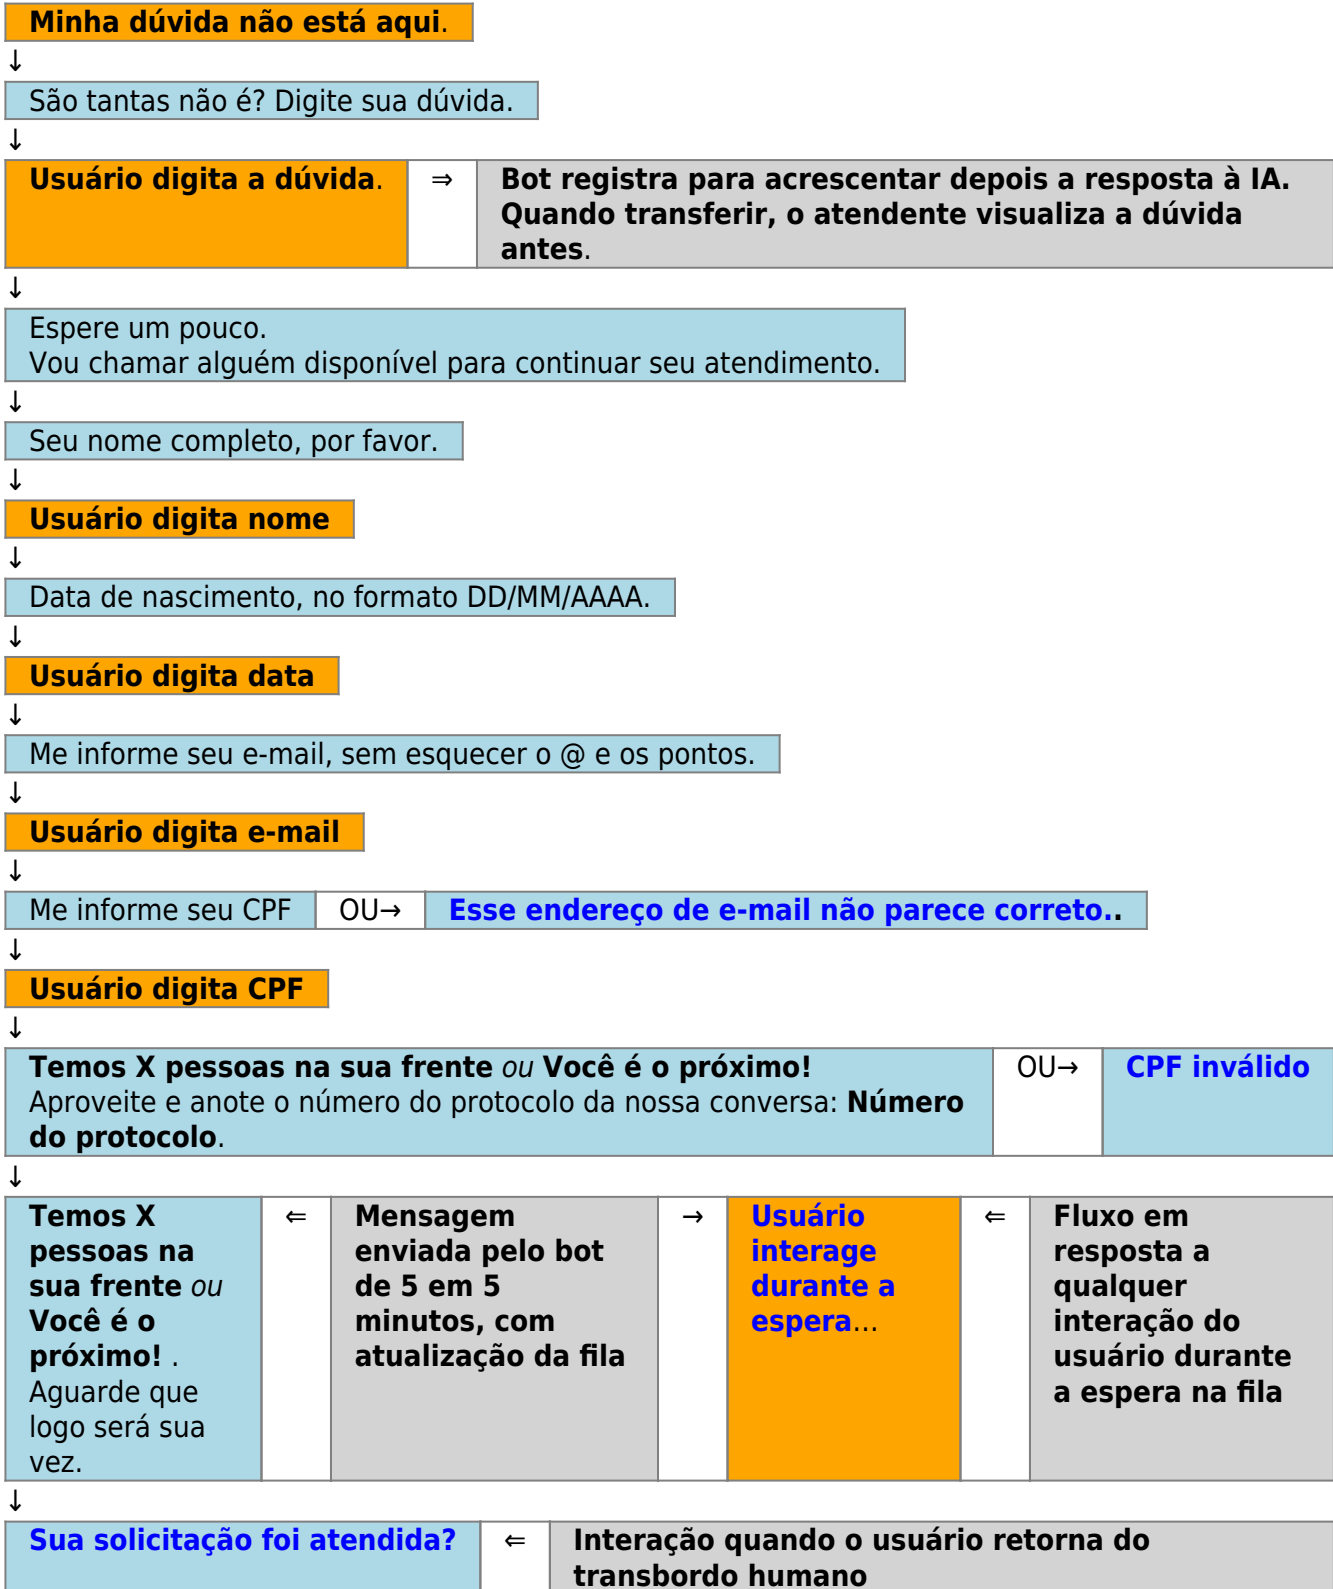 Minha dúvida não está aqui.
↓
São tantas não é? Digite sua dúvida.
↓
Usuário digita a dúvida. ⇒ Bot registra para acrescentar depois a resposta à IA.
Quando transferir, o atendente visualiza a dúvida
antes.
↓
Espere um pouco.
Vou chamar alguém disponível para continuar seu atendimento.
↓
Seu nome completo, por favor.
↓
Usuário digita nome
↓
Data de nascimento, no formato DD/MM/AAAA.
↓
Usuário digita data
↓
Me informe seu e-mail, sem esquecer o @ e os pontos.
↓
Usuário digita e-mail
↓
Me informe seu CPF OU→ Esse endereço de e-mail não parece correto..
↓
Usuário digita CPF
↓
Temos X pessoas na sua frente ou Você é o próximo!
Aproveite e anote o número do protocolo da nossa conversa: Número
do protocolo.
OU→
CPF inválido
↓
Temos X
pessoas na
sua frente ou
Você é o
próximo! .
Aguarde que
logo será sua
vez.
⇐
Mensagem
enviada pelo bot
de 5 em 5
minutos, com
atualização da fila
→
Usuário
interage
durante a
espera...
⇐
Fluxo em
resposta a
qualquer
interação do
usuário durante
a espera na fila
↓
Sua solicitação foi atendida? ⇐ Interação quando o usuário retorna do
transbordo humano